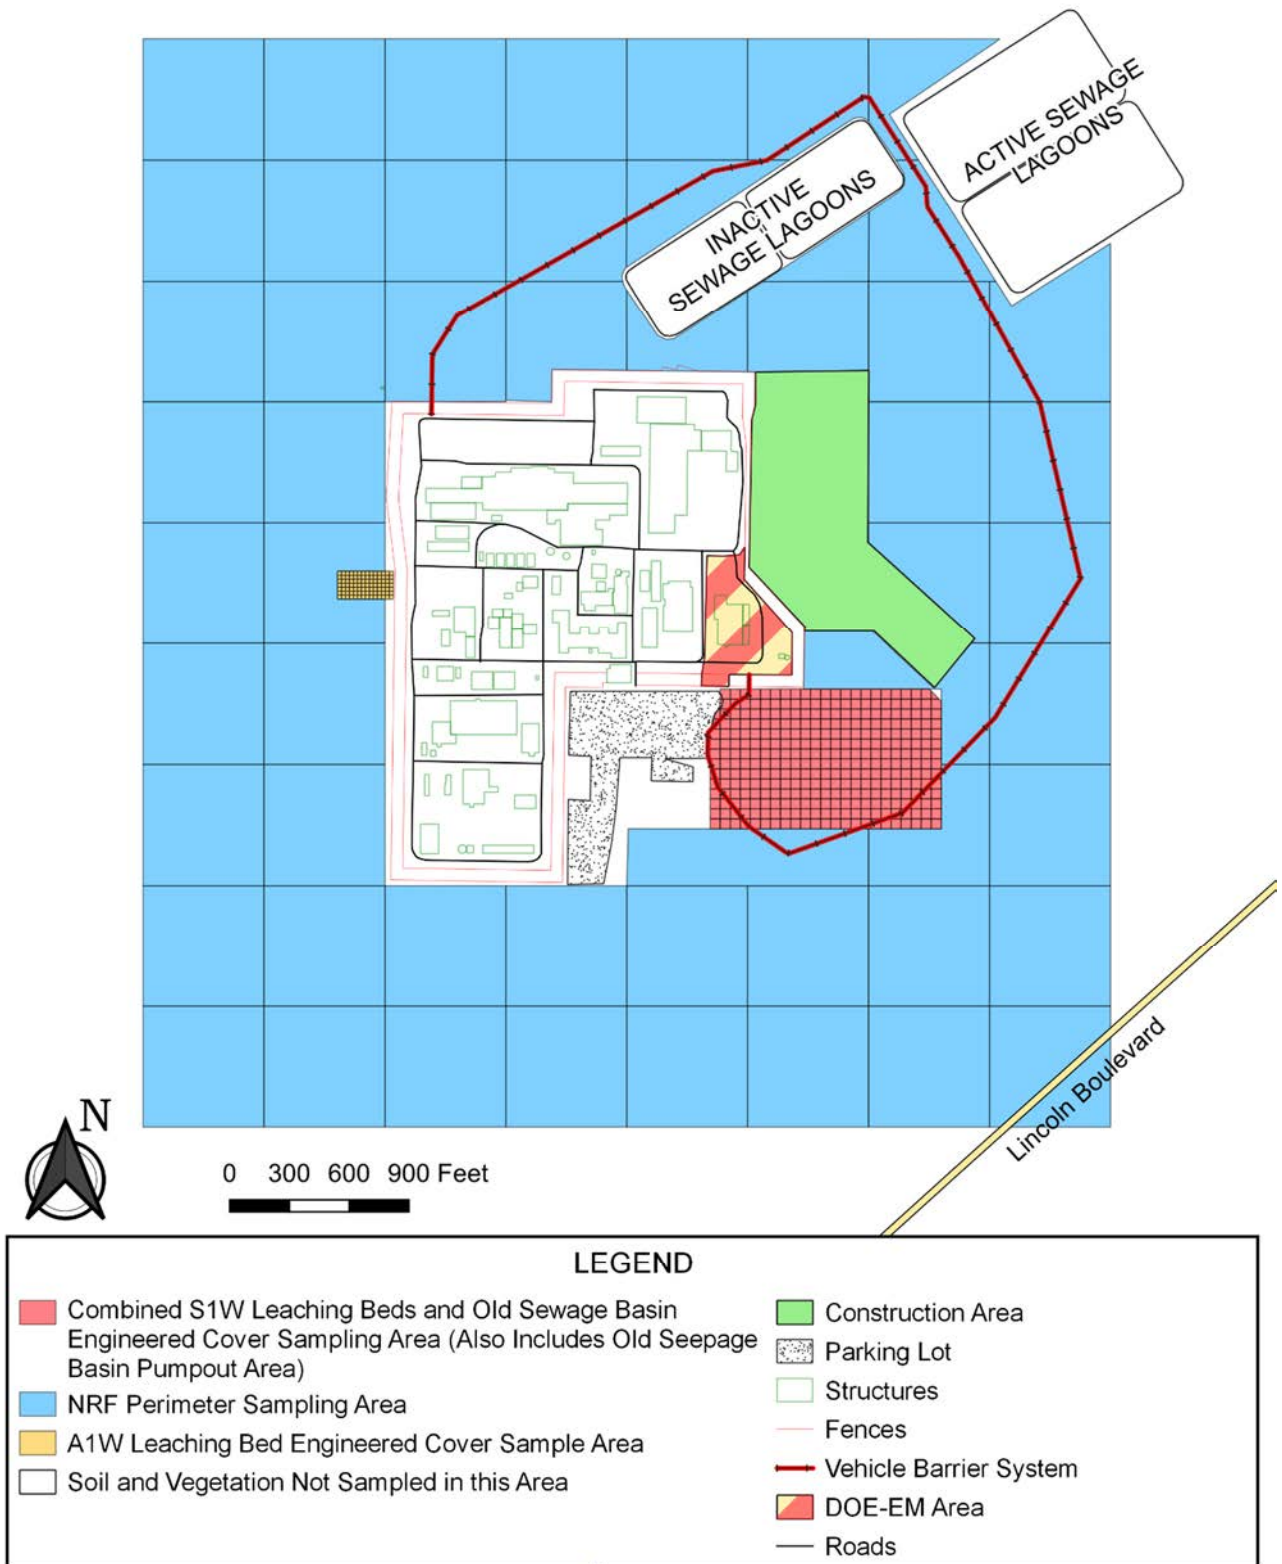 ACTIVE SEWAGE
LAGOONS
INACTIVE
SEWAGE LAGOONS
Lincoln Boulevard
N
0 300 600 900 Feet
LEGEND
Combined S1W Leaching Beds and Old Sewage Basin
Engineered Cover Sampling Area (Also Includes Old Seepage
Basin Pumpout Area)
NRF Perimeter Sampling Area
A1W Leaching Bed Engineered Cover Sample Area
Soil and Vegetation Not Sampled in this Area
Construction Area
Parking Lot
Structures
Fences
Vehicle Barrier System
DOE-EM Area
Roads